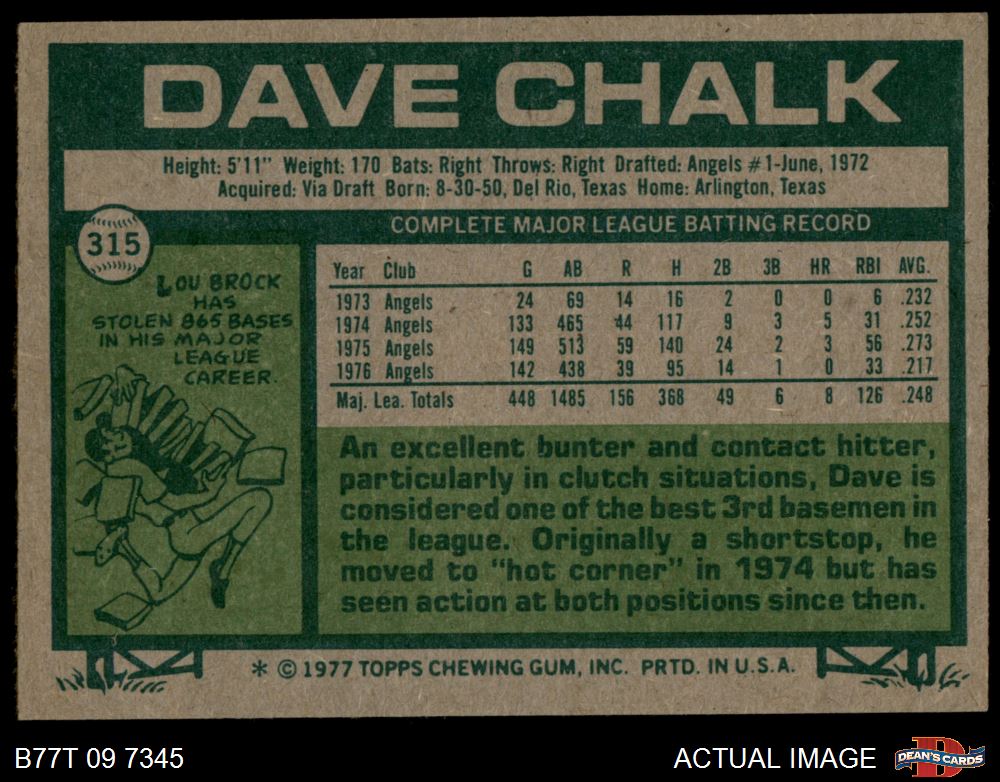 DAVE CHALK
Height: 5'11" Weight: 170 Bats: Right Throws: Right Drafted: Angels #1-June, 1972
Acquired: Via Draft Born: 8-30-50, Del Rio, Texas Home: Arlington, Texas
315
LOU BROCK
HAS
STOLEN 865 BASES
IN HIS MAJOR
LEAGUE
CAREER.
COMPLETE MAJOR LEAGUE BATTING RECORD
Year Club G AB R H 2B 3B HR RBI AVG.
1973 Angels 24 69 14 16 2 0 0 6 .232
1974 Angels 133 465 44 117 9 3 5 31 .252
1975 Angels 149 513 59 140 24 2 3 56 .273
1976 Angels 142 438 39 95 14 1 0 33 .217
Maj. Lea. Totals 448 1485 156 368 49 6 8 126 .248
An excellent bunter and contact hitter,
particularly in clutch situations, Dave is
considered one of the best 3rd basemen in
the league. Originally a shortstop, he
moved to "hot corner" in 1974 but has
seen action at both positions since then.
* © 1977 TOPPS CHEWING GUM, INC. PRTD. IN U.S.A.
B77T 09 7345
ACTUAL IMAGE
D
DEAN'S CARDS